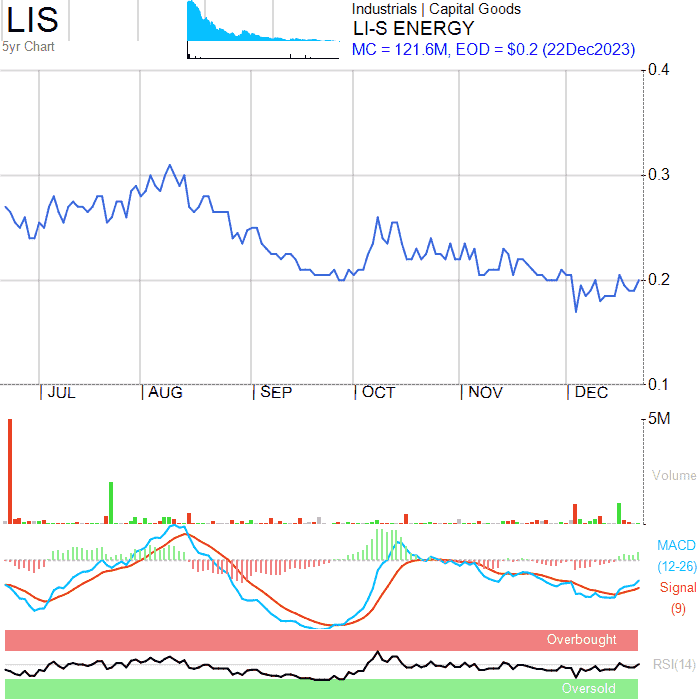 LIS
5yr Chart
Industrials | Capital Goods
LI-S ENERGY
MC = 121.6M, EOD = $0.2 (22Dec2023)
0.4
0.3
0.2
0.1
JUL
AUG
SEP
OCT
NOV
DEC
5M
Volume
MACD
(12-26)
Signal
(9)
Overbought
RSI(14)
Oversold